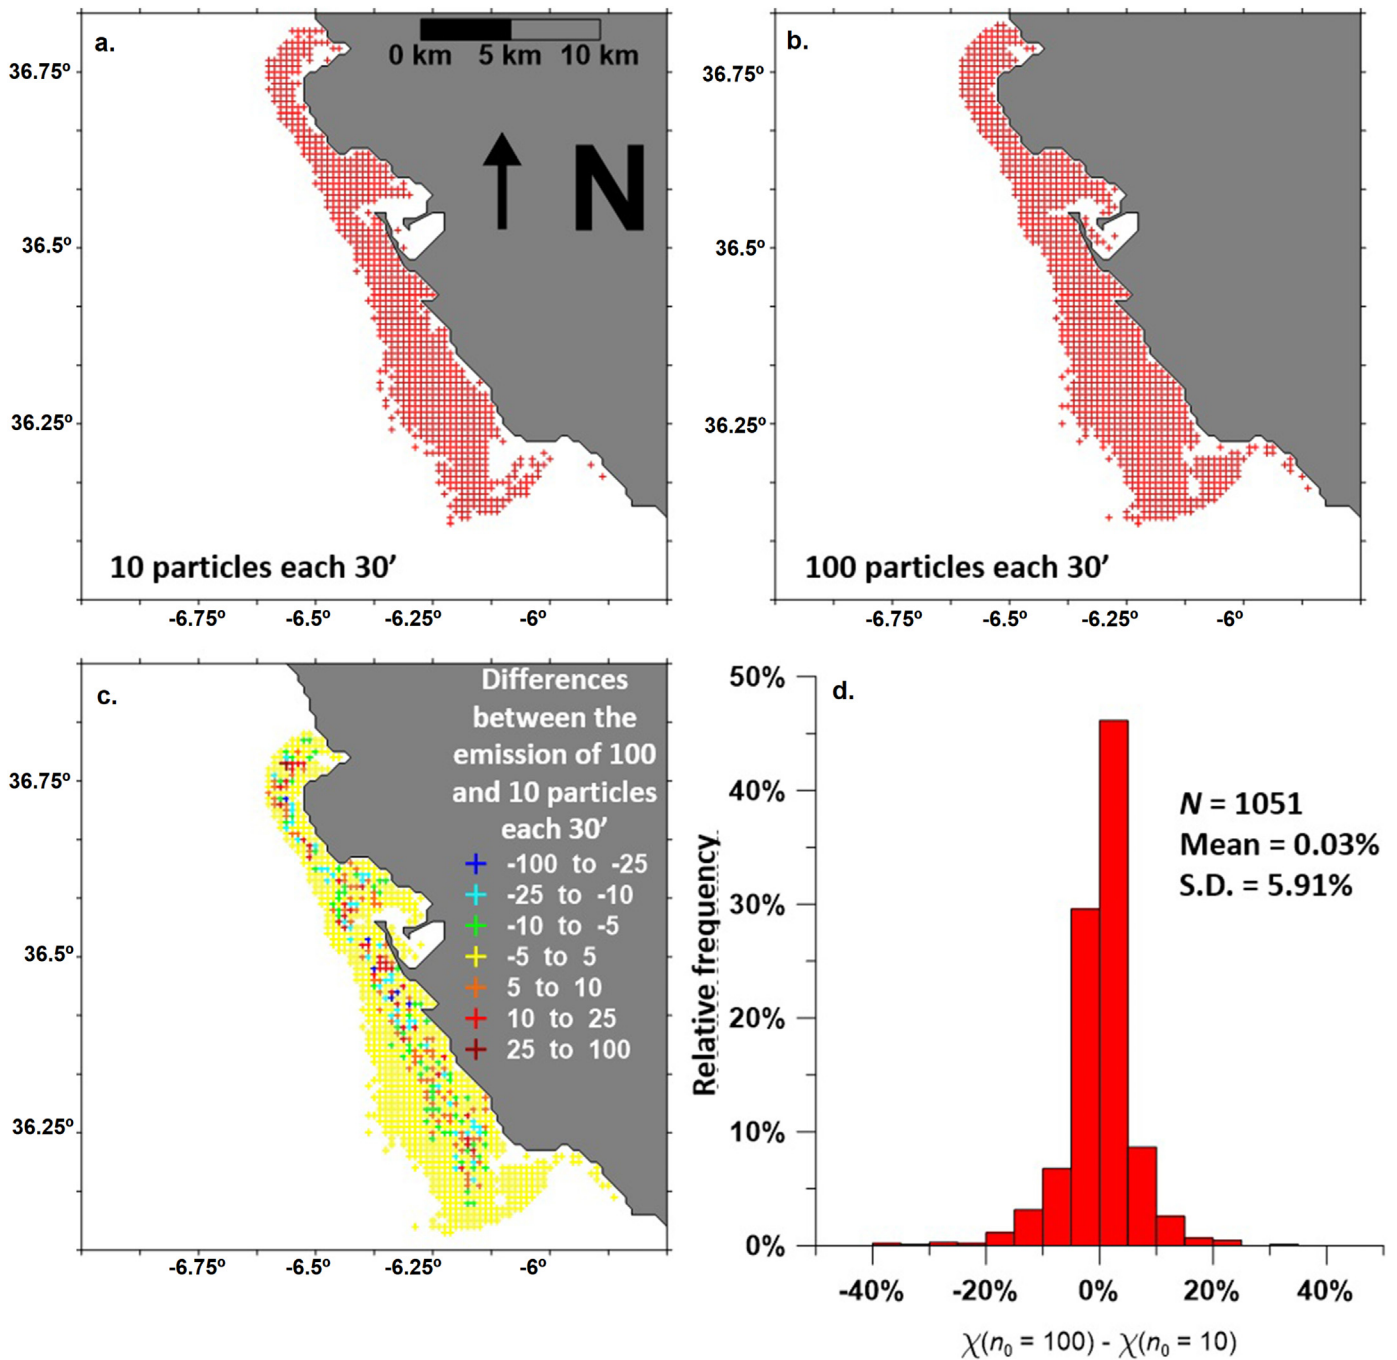 a.
0 km 5 km 10 km
N
36.75º
36.5º
36.25º
10 particles each 30’
-6.75º -6.5º -6.25º -6º
b.
36.75º
36.5º
36.25º
100 particles each 30’
-6.75º -6.5º -6.25º -6º
c.
Differences
between the
emission of 100
and 10 particles
each 30’
-100 to -25
-25 to -10
-10 to -5
-5 to 5
5 to 10
10 to 25
25 to 100
36.75º
36.5º
36.25º
-6.75º -6.5º -6.25º -6º
d.
Relative frequency
50%
40%
30%
20%
10%
0%
N = 1051
Mean = 0.03%
S.D. = 5.91%
-40% -20% 0% 20% 40%
χ(n₀ = 100) - χ(n₀ = 10)